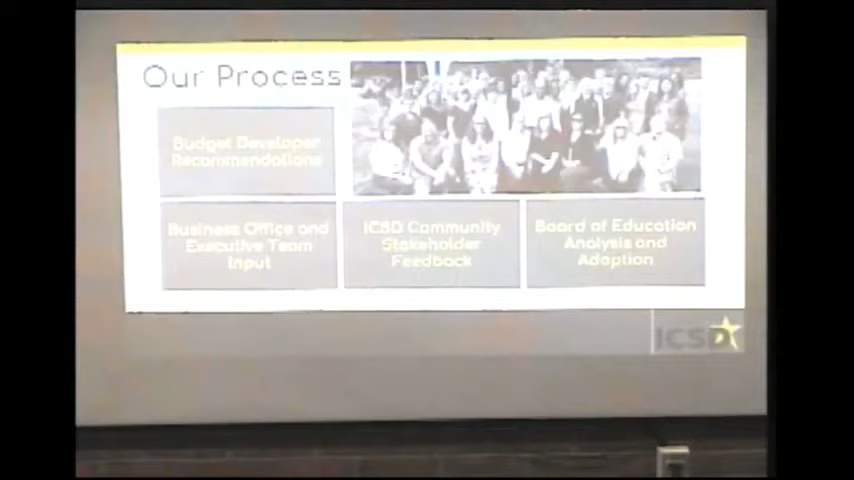 Our Process
Budget Developer
Recommendations
Business Office and
Executive Team
Input
ICSD Community
Stakeholder
Feedback
Board of Education
Analysis and
Adoption
ICSD